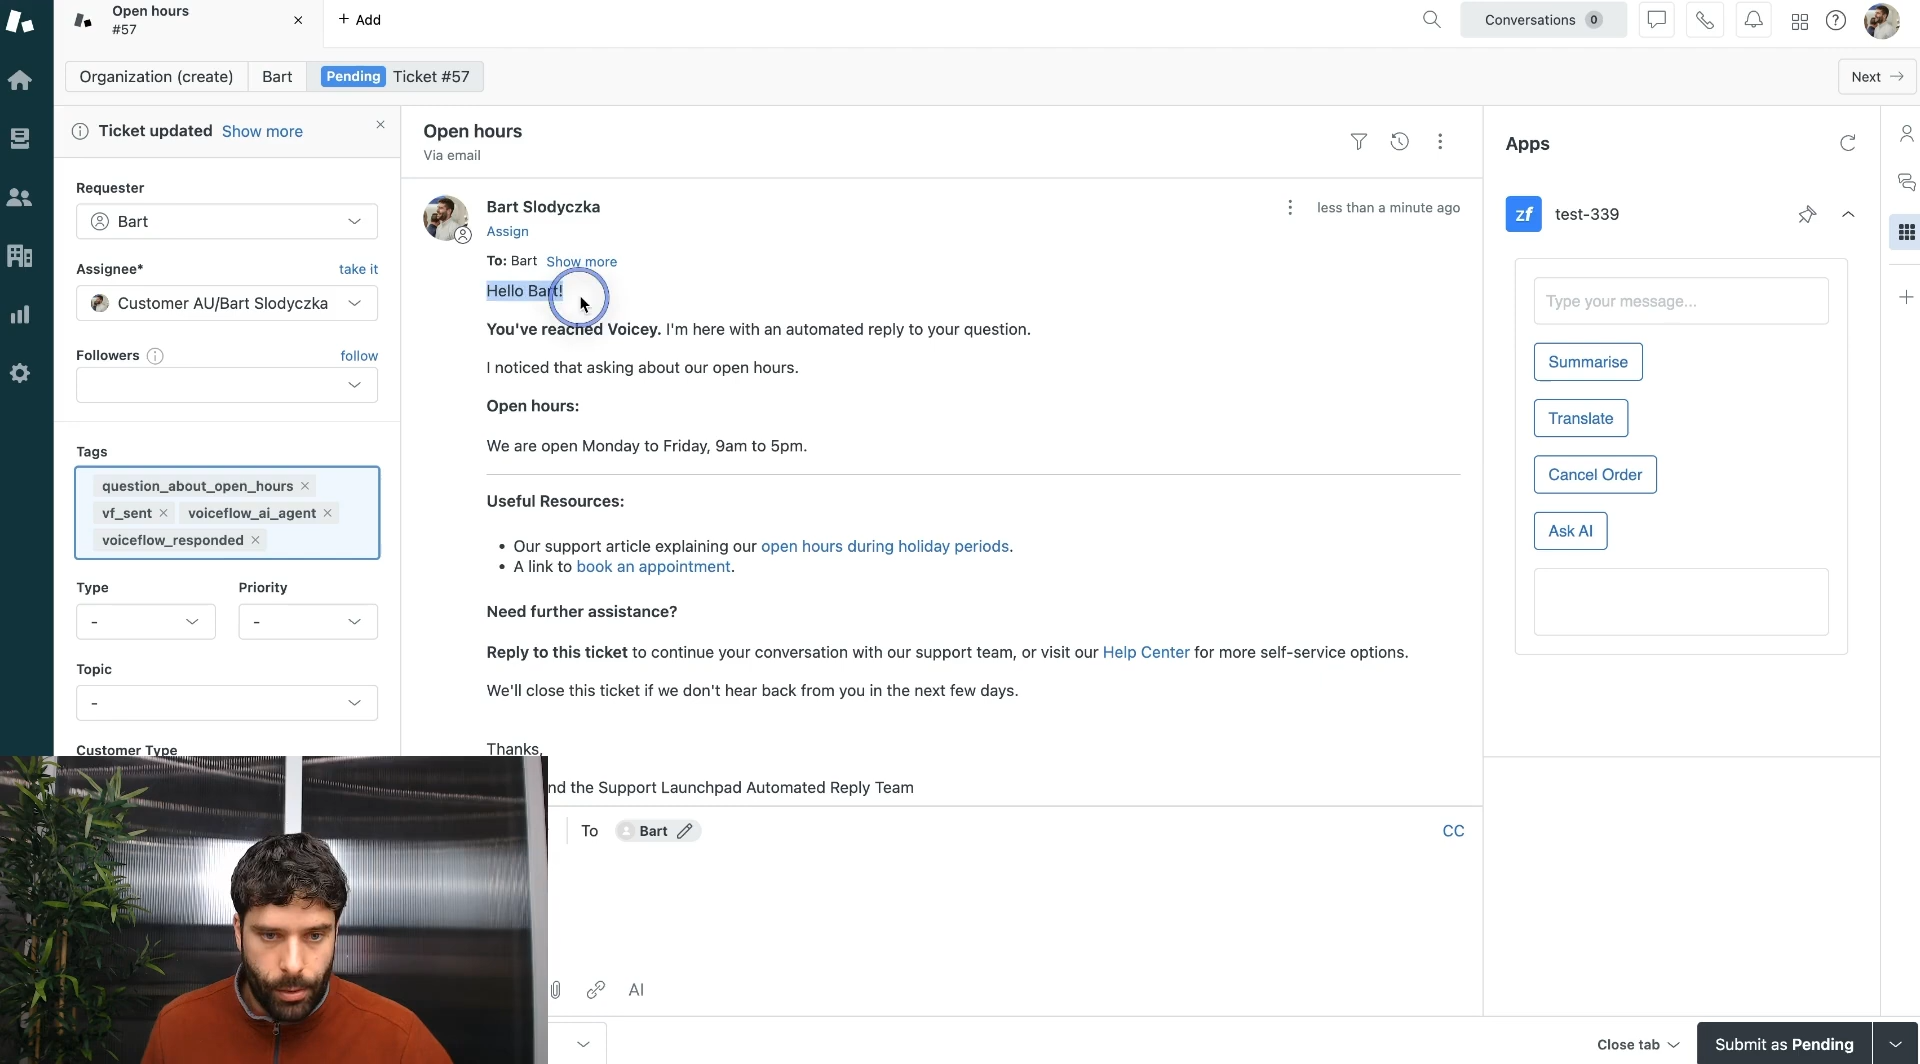 Open hours
#57
+ Add
Conversations 0
Organization (create)
Bart
Pending Ticket #57
Next
Ticket updated Show more
Requester
Bart
Assignee*
take it
Customer AU/Bart Slodyczka
Followers
follow
Tags
question_about_open_hours
vf_sent voiceflow_ai_agent
voiceflow_responded
Type
Priority
-
-
Topic
-
Customer Type
Open hours
Via email
Bart Slodyczka
less than a minute ago
Assign
To: Bart Show more
Hello Bart!
You've reached Voicey. I'm here with an automated reply to your question.
I noticed that asking about our open hours.
Open hours:
We are open Monday to Friday, 9am to 5pm.
Useful Resources:
• Our support article explaining our open hours during holiday periods.
• A link to book an appointment.
Need further assistance?
Reply to this ticket to continue your conversation with our support team, or visit our Help Center for more self-service options.
We'll close this ticket if we don't hear back from you in the next few days.
Thanks,
nd the Support Launchpad Automated Reply Team
To Bart
CC
AI
Apps
zf test-339
Type your message...
Summarise
Translate
Cancel Order
Ask AI
Close tab
Submit as Pending